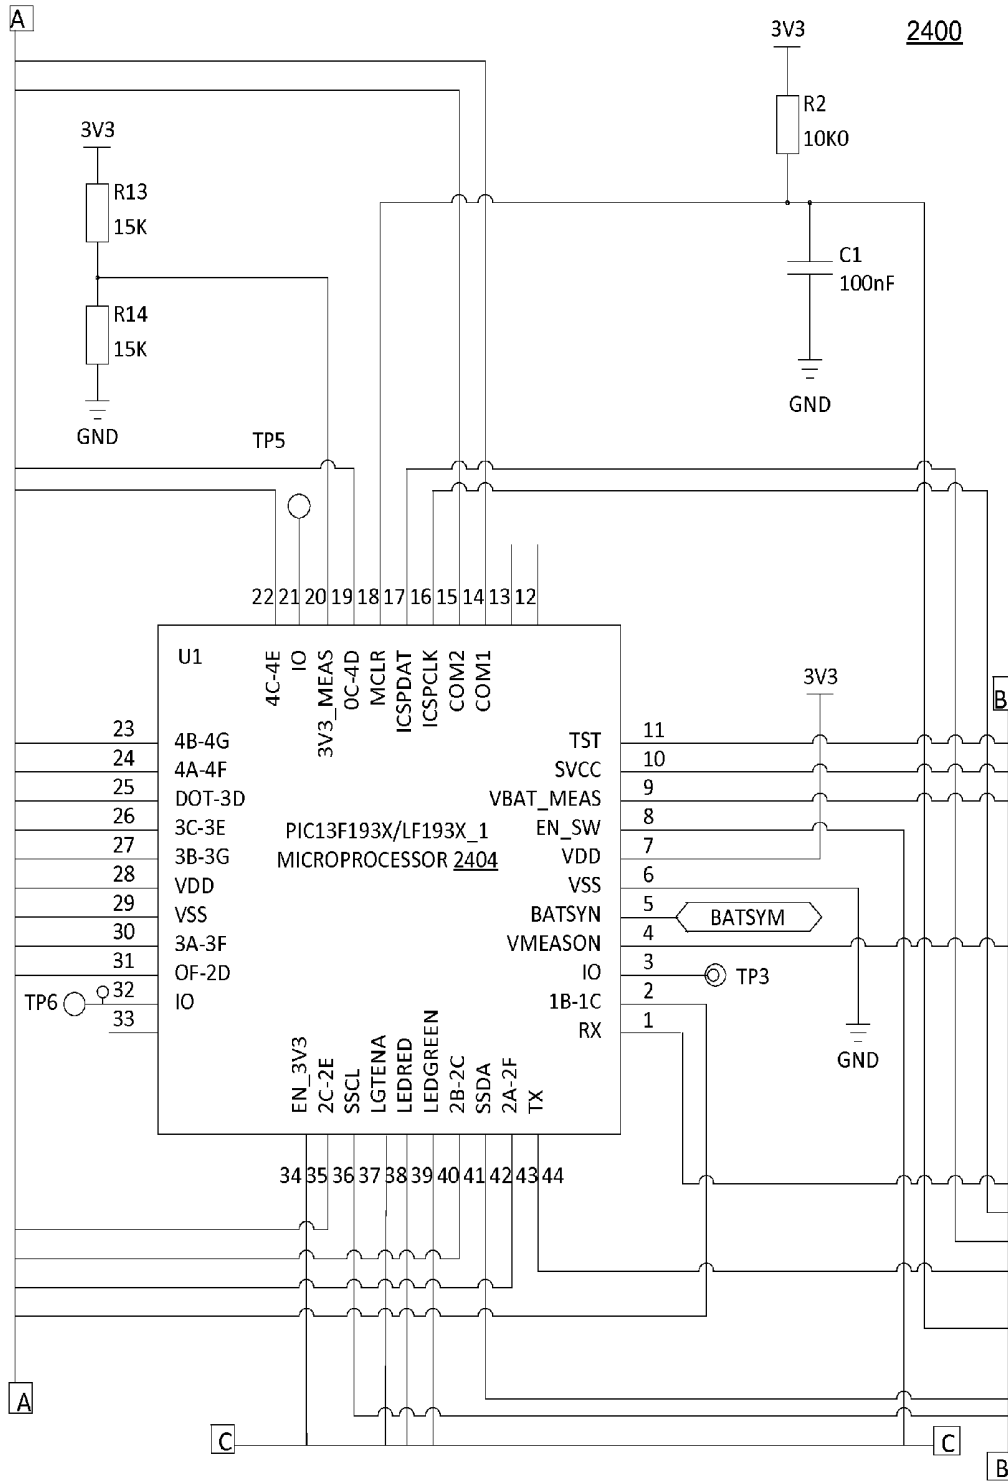 A
2400
3V3
R2
10K0
3V3
R13
15K
R14
15K
GND
C1
100nF
GND
TP5
22 21 20 19 18 17 16 15 14 13 12
U1
4C-4E
IO
3V3_MEAS
0C-4D
MCLR
ICSPDAT
ICSPCLK
COM2
COM1
3V3
B
23 4B-4G
24 4A-4F
25 DOT-3D
26 3C-3E
27 3B-3G
28 VDD
29 VSS
30 3A-3F
31 OF-2D
TP6 32 IO
33
PIC13F193X/LF193X_1
MICROPROCESSOR 2404
TST 11
SVCC 10
VBAT_MEAS 9
EN_SW 8
VDD 7
VSS 6
BATSYN 5 BATSYM
VMEASON 4
IO 3 TP3
1B-1C 2
RX 1
GND
EN_3V3
2C-2E
SSCL
LGTENA
LEDRED
LEDGREEN
2B-2C
SSDA
2A-2F
TX
34 35 36 37 38 39 40 41 42 43 44
A
C
C
B